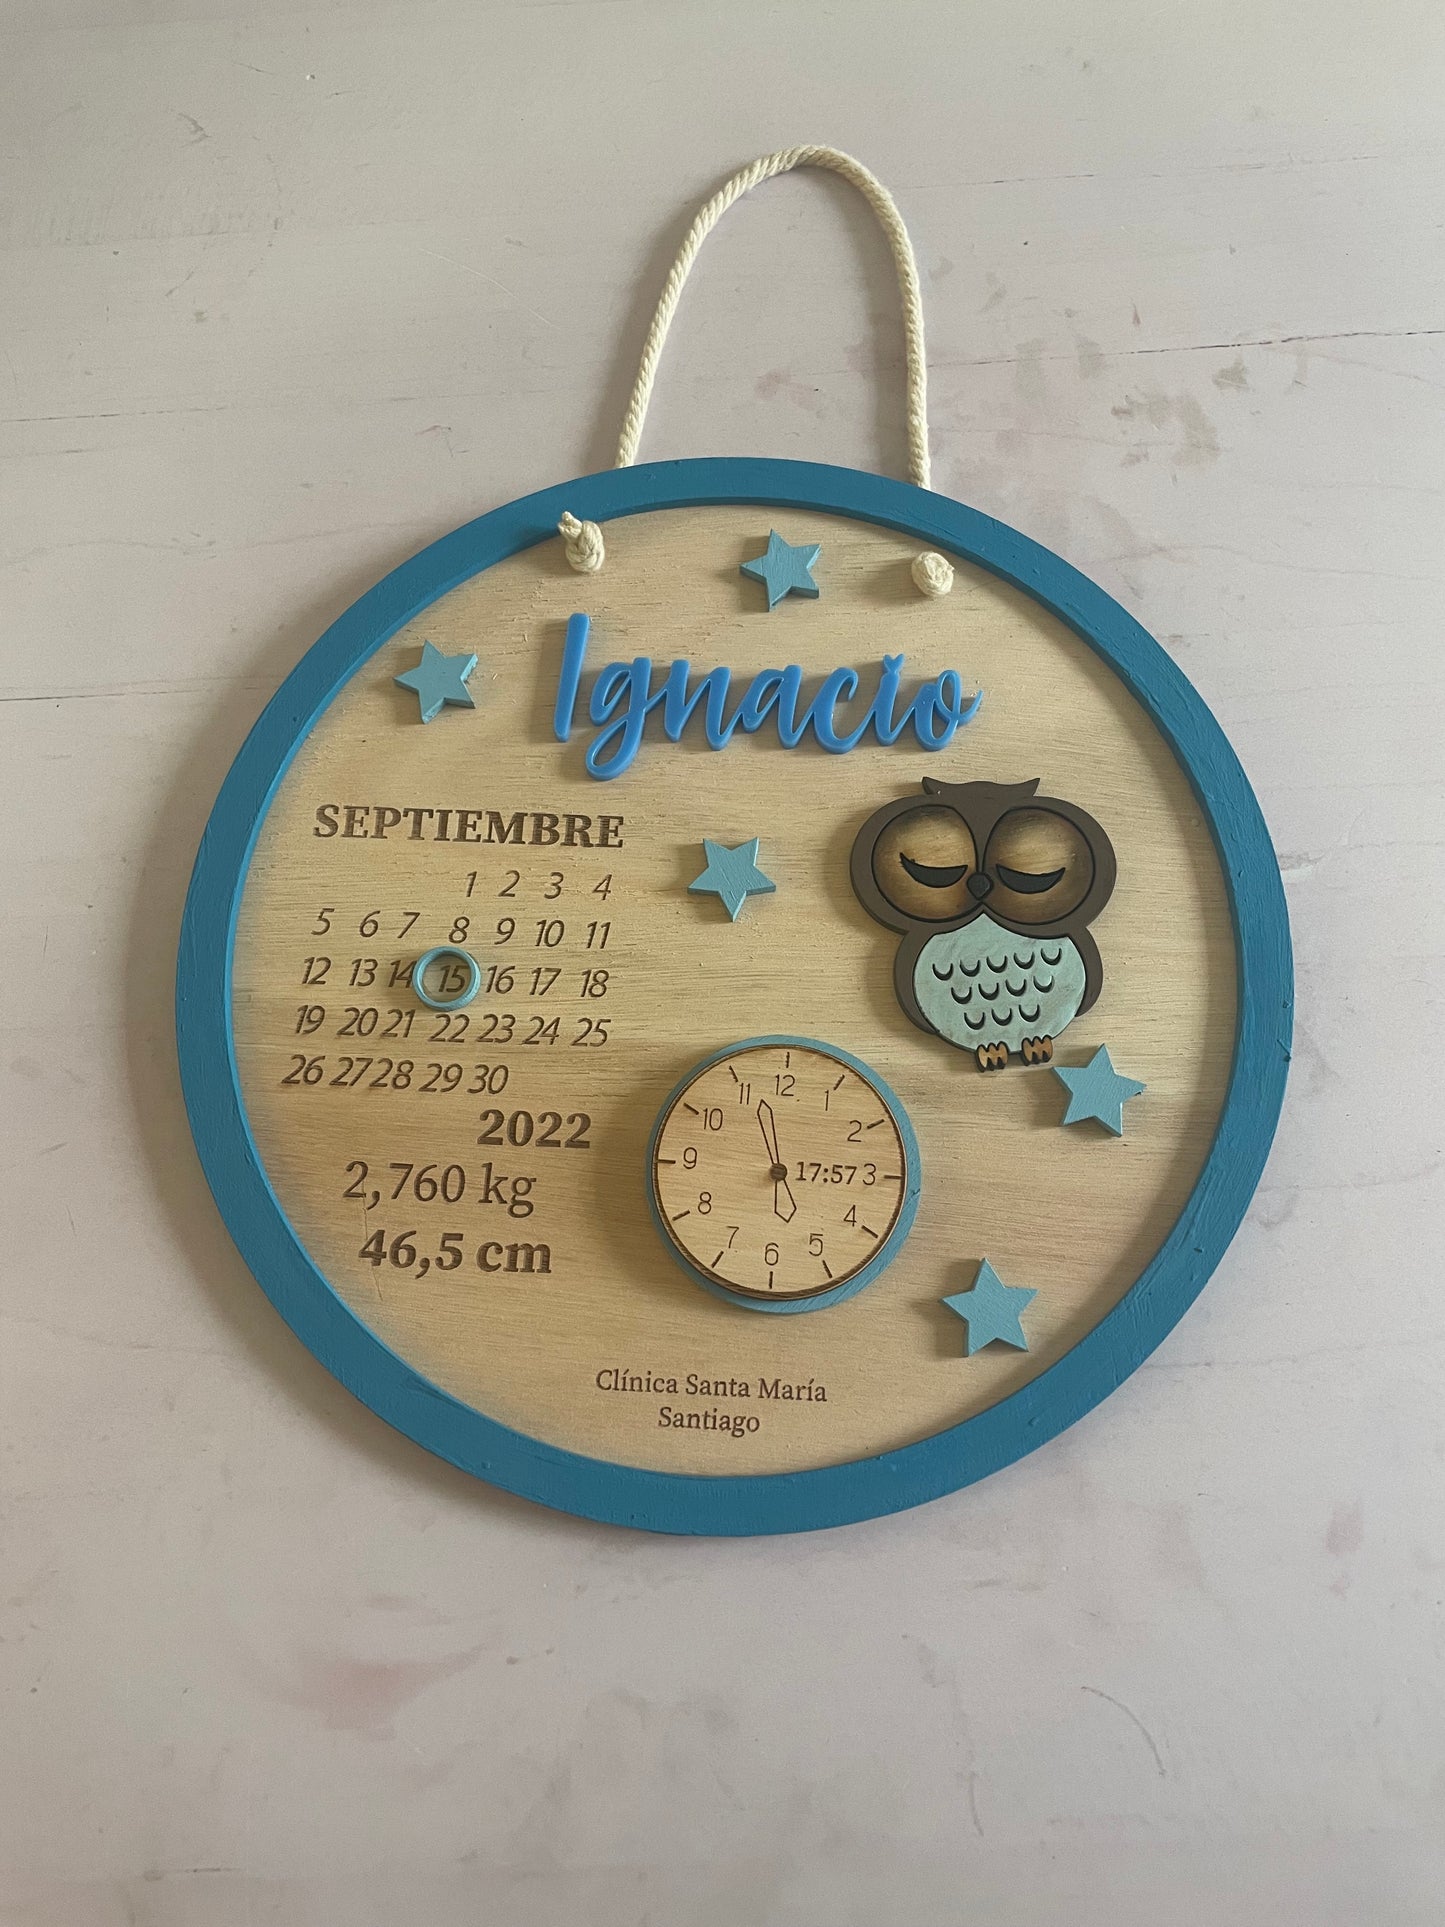 Ignacio
SEPTIEMBRE
1 2 3 4
5 6 7 8 9 10 11
12 13 14 15 16 17 18
19 20 21 22 23 24 25
26 27 28 29 30
2022
2,760 kg
46,5 cm
12
11 1
10 2
9 17:57 3
8 4
7 5
6
Clínica Santa María
Santiago